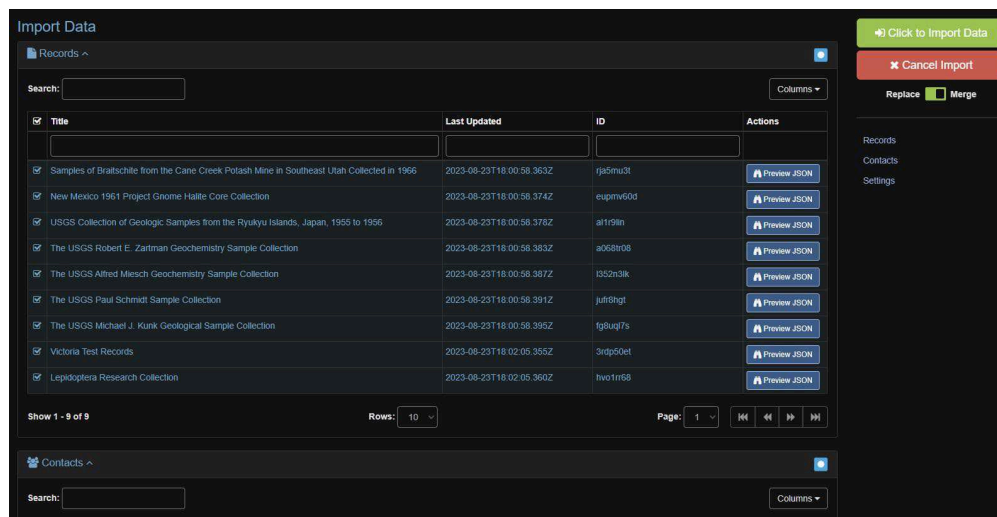 Import Data
Click to Import Data
Records
Cancel Import
Search:
Columns
Replace Merge
Title Last Updated ID Actions
Records
Contacts
Settings
Samples of Braitschite from the Cane Creek Potash Mine in Southeast Utah Collected in 1966 2023-08-23T18:00:58.363Z rja5mu3t Preview JSON
New Mexico 1961 Project Gnome Halite Core Collection 2023-08-23T18:00:58.374Z eupmv60d Preview JSON
USGS Collection of Geologic Samples from the Ryukyu Islands, Japan, 1955 to 1956 2023-08-23T18:00:58.378Z Preview JSON
The USGS Robert E. Zartman Geochemistry Sample Collection 2023-08-23T18:00:58.383Z a068tr08 Preview JSON
The USGS Alfred Miesch Geochemistry Sample Collection 2023-08-23T18:00:58.387Z Preview JSON
The USGS Paul Schmidt Sample Collection 2023-08-23T18:00:58.391Z jufr8hgt Preview JSON
The USGS Michael J. Kunk Geological Sample Collection 2023-08-23T18:00:58.395Z Preview JSON
Victoria Test Records 2023-08-23T18:02:05.355Z 3rdp50et Preview JSON
Lepidoptera Research Collection 2023-08-23T18:02:05.360Z hvo1rr68 Preview JSON
Show 1 - 9 of 9 Rows: 10 Page: 1
Contacts
Search:
Columns